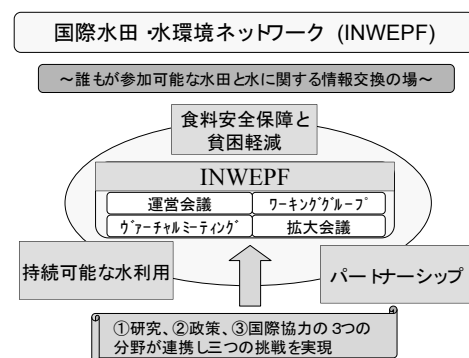 国際水田・水環境ネットワーク (INWEPF)
～誰もが参加可能な水田と水に関する情報交換の場～
食料安全保障と
貧困軽減
INWEPF
運営会議 ﾜｰｷﾝｸﾞｸﾞﾙｰﾌﾟ
ｳﾞｧｰﾁｬﾙﾐｰﾃｨﾝｸﾞ 拡大会議
持続可能な水利用 パートナーシップ
①研究、②政策、③国際協力の3つの
分野が連携し三つの挑戦を実現